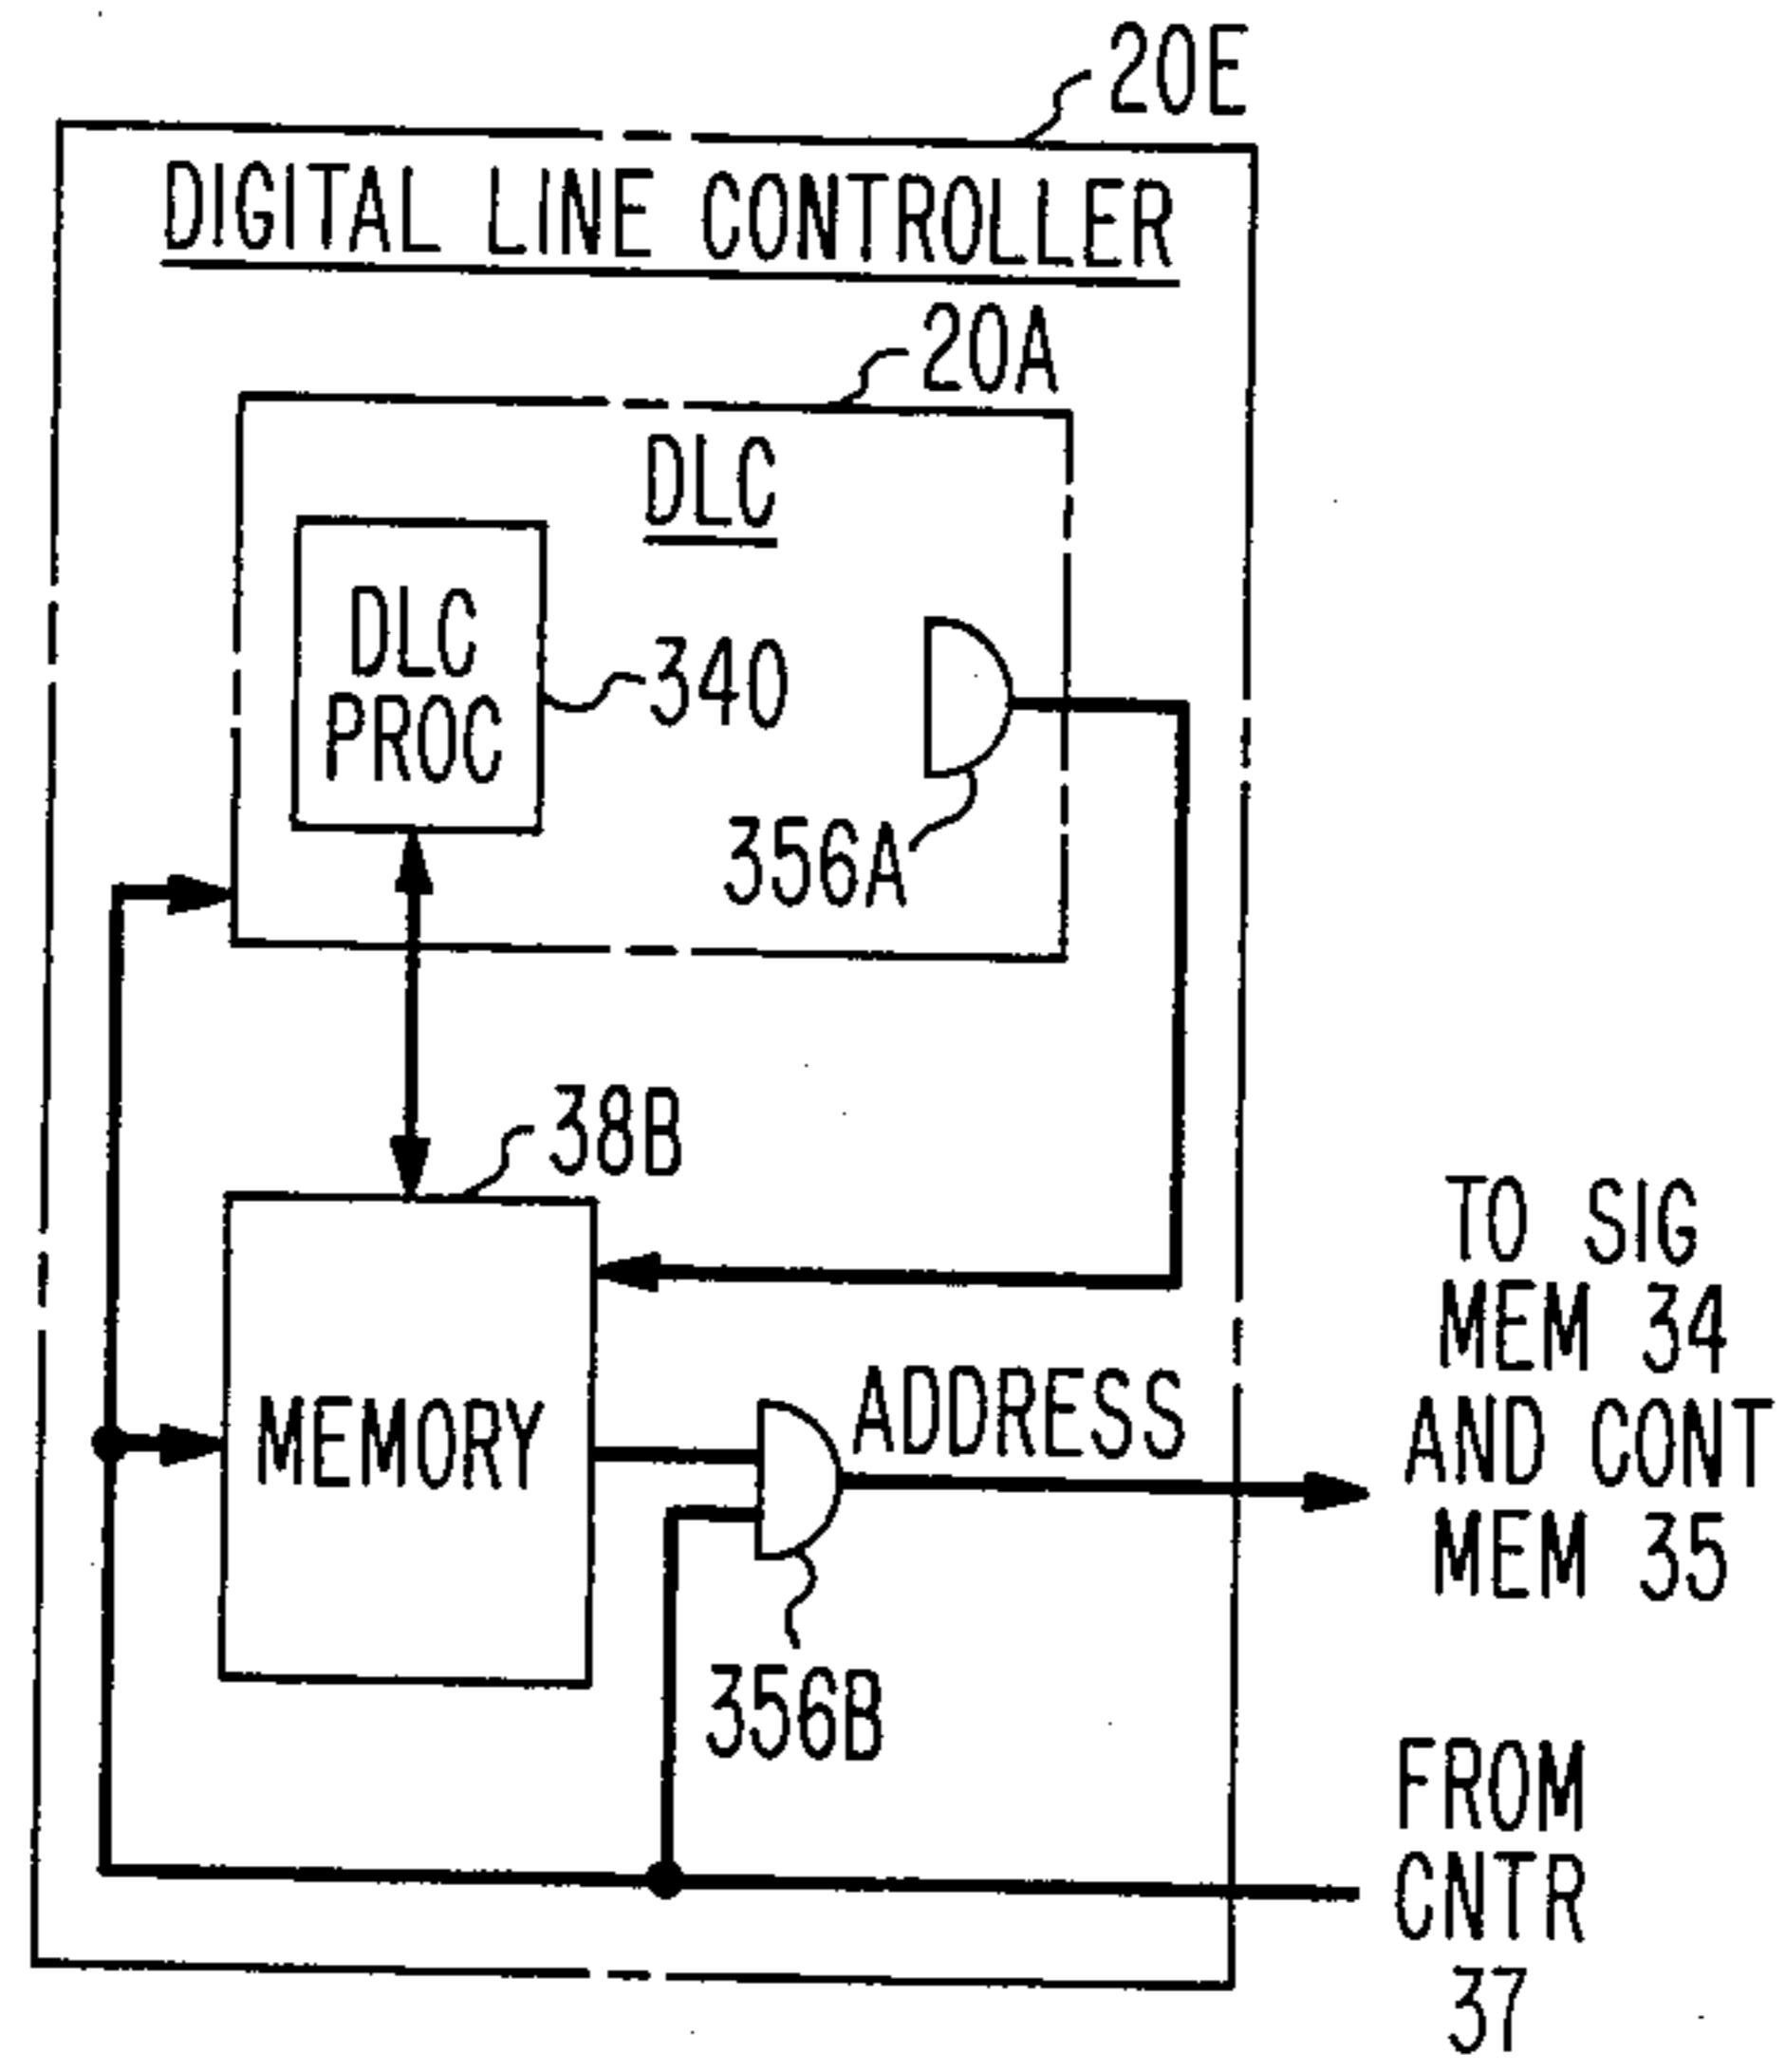 20E
DIGITAL LINE CONTROLLER
20A
DLC
DLC
PROC
340
356A
38B
MEMORY
ADDRESS
356B
TO SIG
MEM 34
AND CONT
MEM 35
FROM
CNTR
37